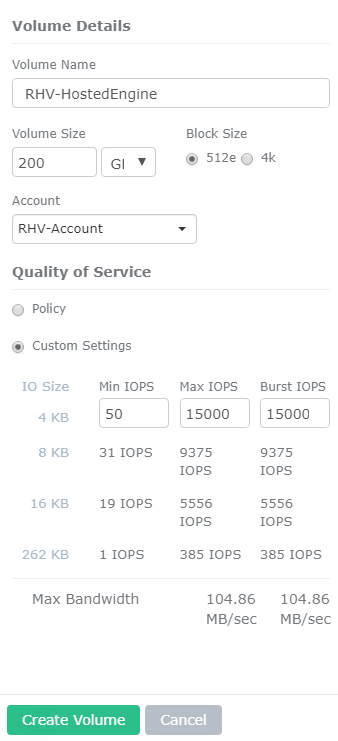 Volume Details
Volume Name
RHV-HostedEngine
Volume Size
Block Size
200
GI
512e
4k
Account
RHV-Account
Quality of Service
Policy
Custom Settings
IO Size
Min IOPS
Max IOPS
Burst IOPS
4 KB
50
15000
15000
8 KB
31 IOPS
9375
IOPS
9375
IOPS
16 KB
19 IOPS
5556
IOPS
5556
IOPS
262 KB
1 IOPS
385 IOPS
385 IOPS
Max Bandwidth
104.86
MB/sec
104.86
MB/sec
Create Volume
Cancel